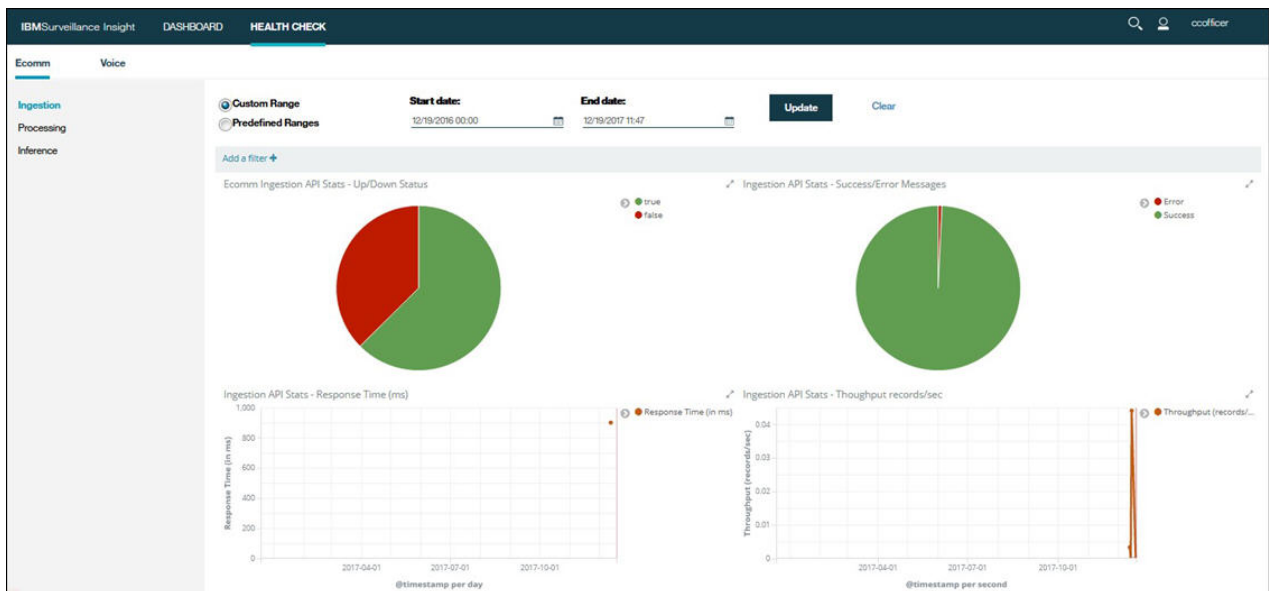 IBMSurveillance Insight DASHBOARD HEALTH CHECK ccofficer
Ecomm Voice
Ingestion
Processing
Inference
Custom Range
Predefined Ranges
Start date:
12/19/2016 00:00
End date:
12/19/2017 11:47
Update
Clear
Add a filter +
Ecomm Ingestion API Stats - Up/Down Status
true
false
Ingestion API Stats - Success/Error Messages
Error
Success
Ingestion API Stats - Response Time (ms)
Response Time (in ms)
1,000
800
600
400
200
0
Response Time (in ms)
2017-04-01 2017-07-01 2017-10-01
@timestamp per day
Ingestion API Stats - Thoughput records/sec
Throughput (records/...
0.04
0.03
0.02
0.01
0
Throughput (records/sec)
2017-04-01 2017-07-01 2017-10-01
@timestamp per second